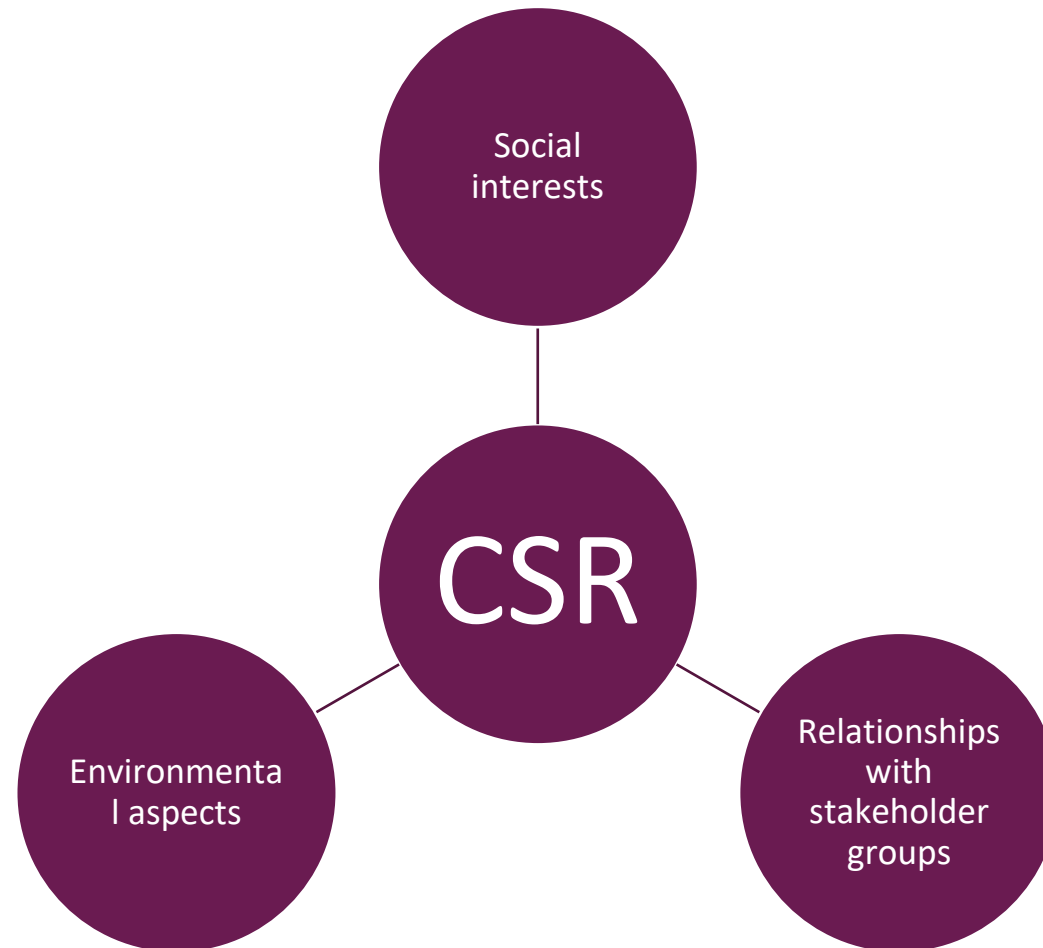 Social
interests
CSR
Environmenta
l aspects
Relationships
with
stakeholder
groups